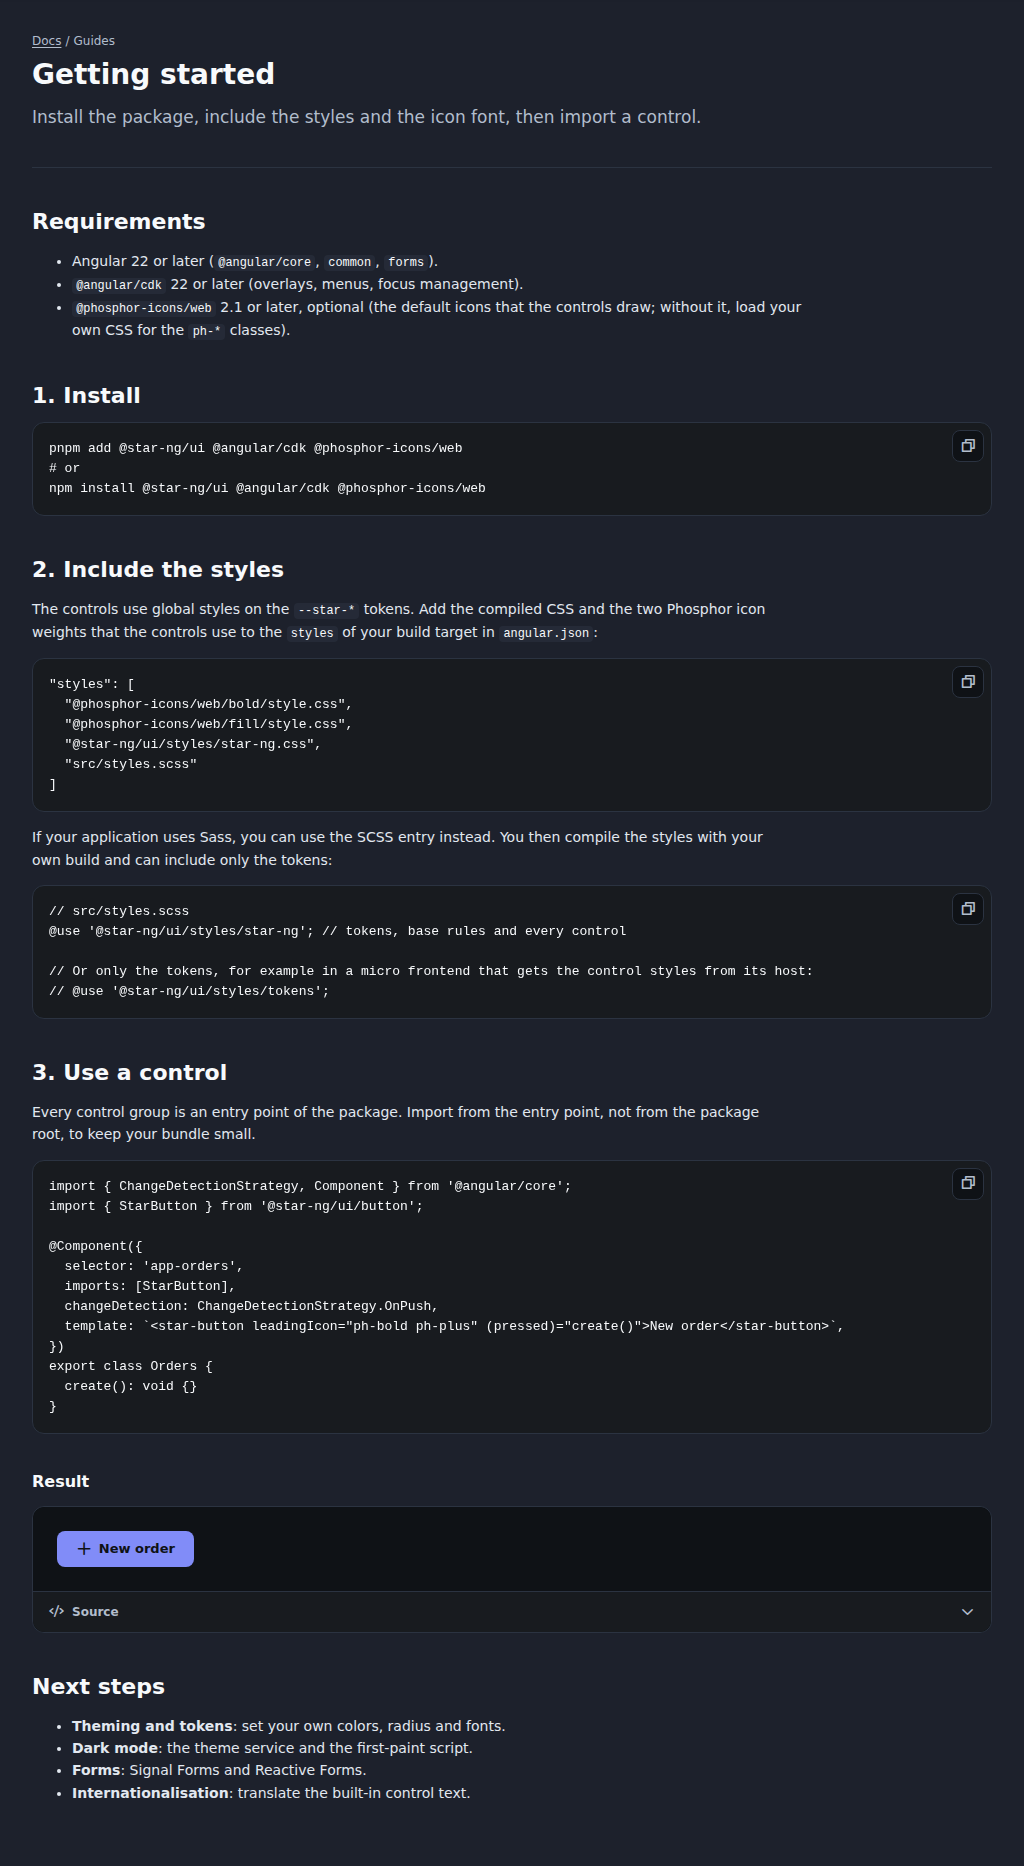 Docs / Guides
Getting started
Install the package, include the styles and the icon font, then import a control.
Requirements
• Angular 22 or later ( @angular/core , common , forms ).
• @angular/cdk 22 or later (overlays, menus, focus management).
• @phosphor-icons/web 2.1 or later, optional (the default icons that the controls draw; without it, load your
own CSS for the ph-* classes).
1. Install
pnpm add @star-ng/ui @angular/cdk @phosphor-icons/web
# or
npm install @star-ng/ui @angular/cdk @phosphor-icons/web
2. Include the styles
The controls use global styles on the --star-* tokens. Add the compiled CSS and the two Phosphor icon
weights that the controls use to the styles of your build target in angular.json :
"styles": [
  "@phosphor-icons/web/bold/style.css",
  "@phosphor-icons/web/fill/style.css",
  "@star-ng/ui/styles/star-ng.css",
  "src/styles.scss"
]
If your application uses Sass, you can use the SCSS entry instead. You then compile the styles with your
own build and can include only the tokens:
// src/styles.scss
@use '@star-ng/ui/styles/star-ng'; // tokens, base rules and every control
// Or only the tokens, for example in a micro frontend that gets the control styles from its host:
// @use '@star-ng/ui/styles/tokens';
3. Use a control
Every control group is an entry point of the package. Import from the entry point, not from the package
root, to keep your bundle small.
import { ChangeDetectionStrategy, Component } from '@angular/core';
import { StarButton } from '@star-ng/ui/button';
@Component({
  selector: 'app-orders',
  imports: [StarButton],
  changeDetection: ChangeDetectionStrategy.OnPush,
  template: `<star-button leadingIcon="ph-bold ph-plus" (pressed)="create()">New order</star-button>`,
})
export class Orders {
  create(): void {}
}
Result
New order
Source
Next steps
• Theming and tokens: set your own colors, radius and fonts.
• Dark mode: the theme service and the first-paint script.
• Forms: Signal Forms and Reactive Forms.
• Internationalisation: translate the built-in control text.